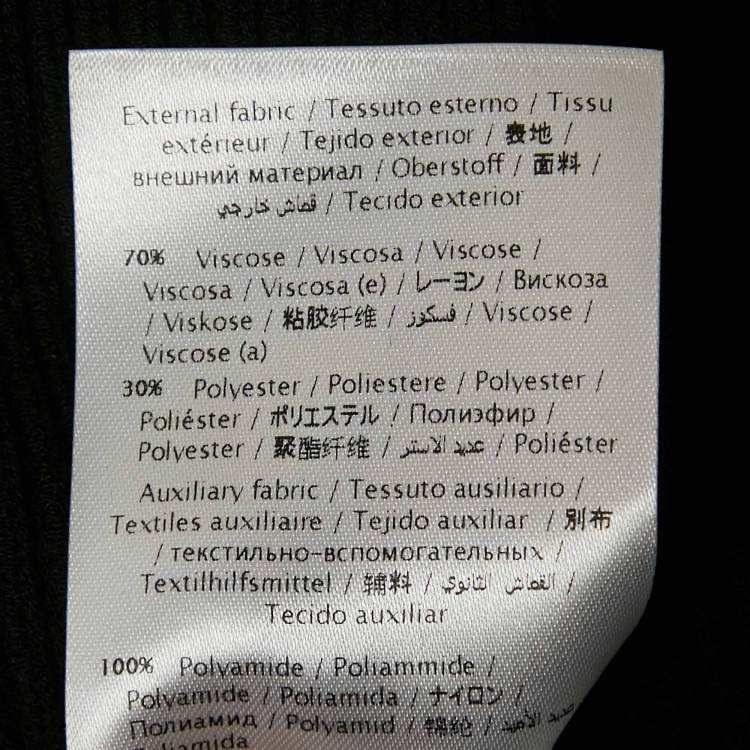 External fabric / Tessuto esterno / Tissu
extérieur / Tejido exterior / 表地 /
внешний материал / Oberstoff / 面料 /
قماش خارجي / Tecido exterior
70% Viscose / Viscosa / Viscose /
Viscosa / Viscosa (e) / レーヨン / Вискоза
/ Viskose / 粘胶纤维 / فسكوز / Viscose /
Viscose (a)
30% Polyester / Poliestere / Polyester /
Poliéster / ポリエステル / Полиэфир /
Polyester / 聚酯纤维 / عديد الاستر / Poliéster
Auxiliary fabric / Tessuto ausiliario /
Textiles auxiliaire / Tejido auxiliar / 別布
/ текстильно-вспомогательных /
Textilhilfsmittel / 辅料 / القماش الثانوي /
Tecido auxiliar
100% Polyamide / Poliammide /
Polyamide / Poliamida / ナイロン /
Полиамид / Polyamid / 锦纶 / عديد الأميد /
Poliamida